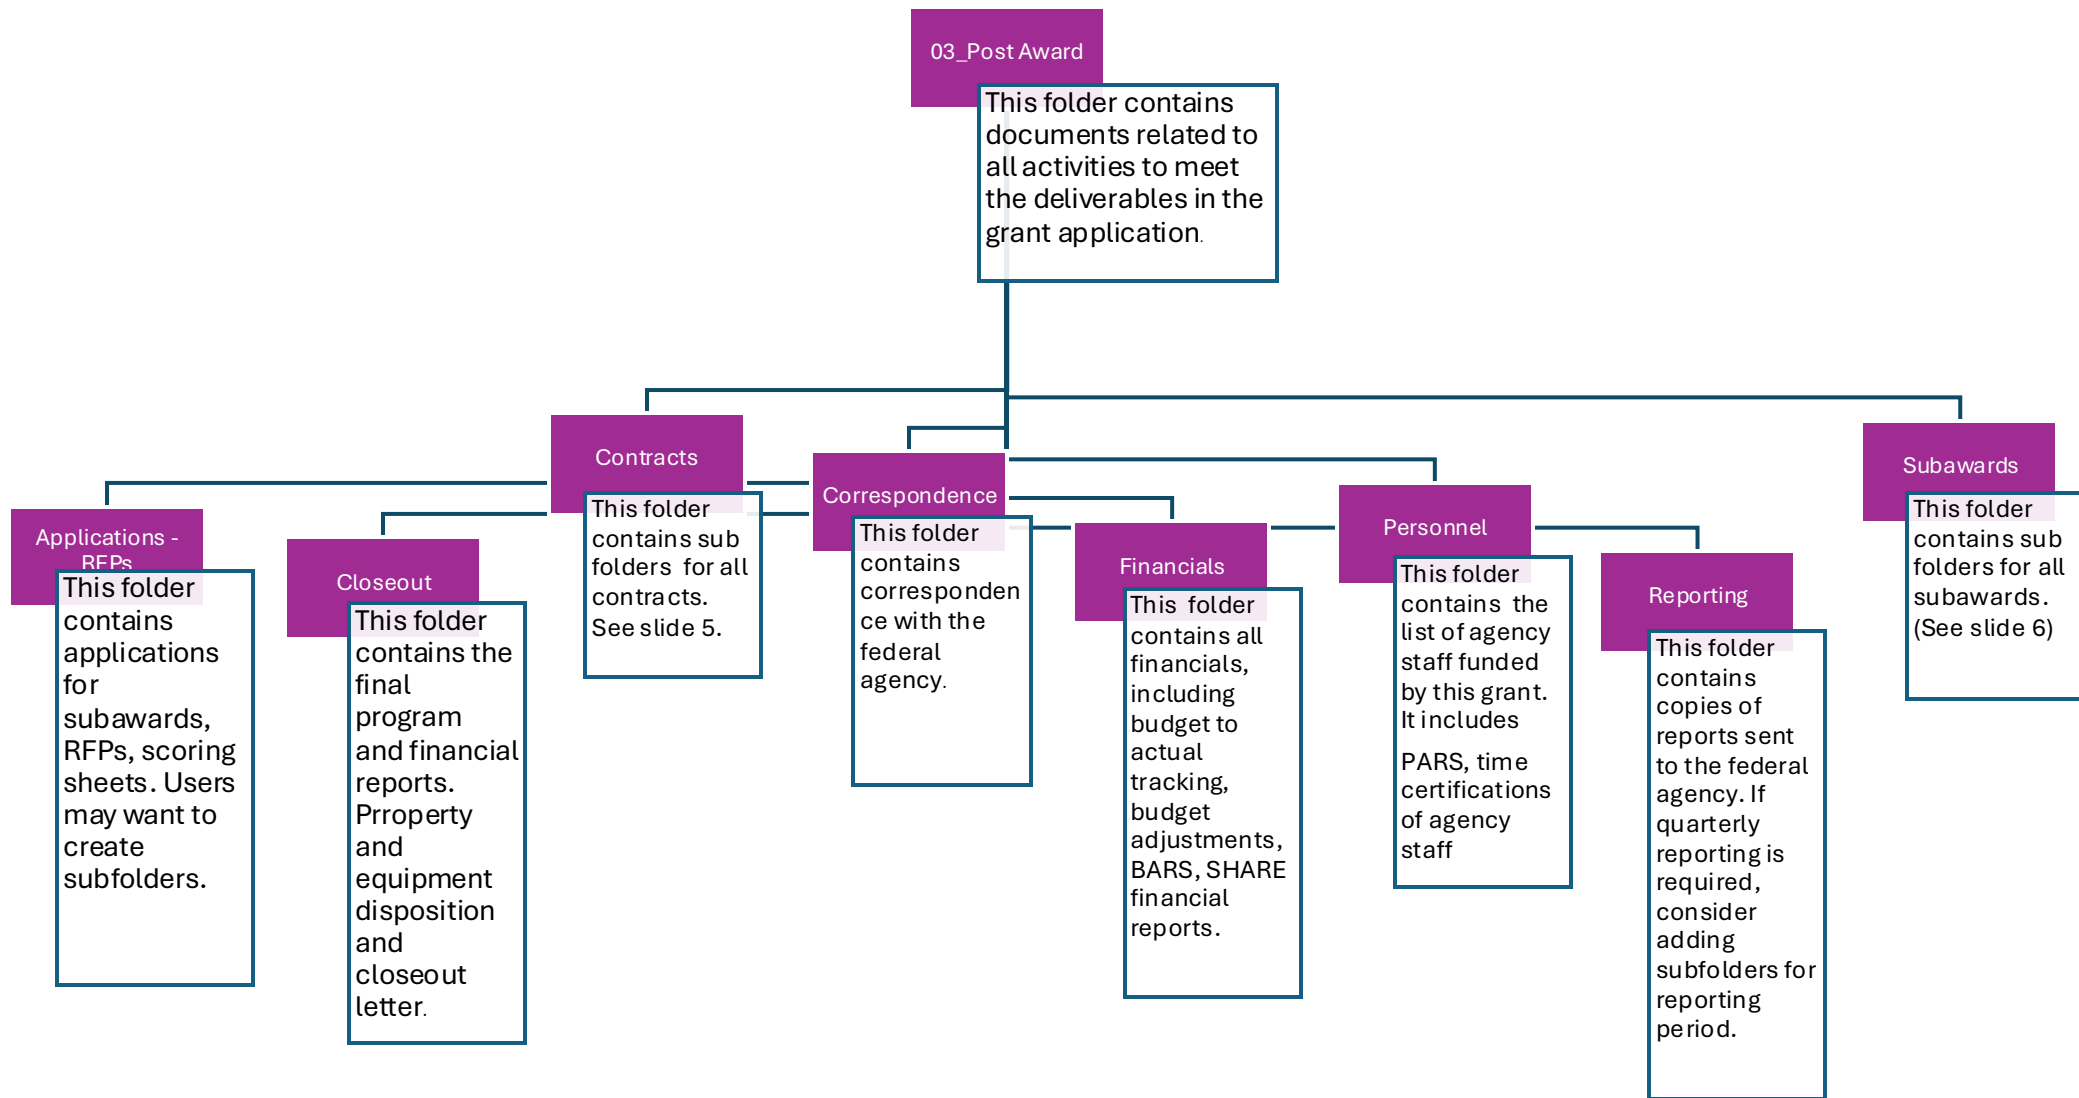 03_Post Award
This folder contains
documents related to
all activities to meet
the deliverables in the
grant application.
Applications -
RFPs
This folder
contains
applications
for
subawards,
RFPs, scoring
sheets. Users
may want to
create
subfolders.
Closeout
This folder
contains the
final
program
and financial
reports.
Prroperty
and
equipment
disposition
and
closeout
letter.
Contracts
This folder
contains sub
folders for all
contracts.
See slide 5.
Correspondence
This folder
contains
corresponden
ce with the
federal
agency.
Financials
This folder
contains all
financials,
including
budget to
actual
tracking,
budget
adjustments,
BARS, SHARE
financial
reports.
Personnel
This folder
contains the
list of agency
staff funded
by this grant.
It includes
PARS, time
certifications
of agency
staff
Reporting
This folder
contains
copies of
reports sent
to the federal
agency. If
quarterly
reporting is
required,
consider
adding
subfolders for
reporting
period.
Subawards
This folder
contains sub
folders for all
subawards.
(See slide 6)